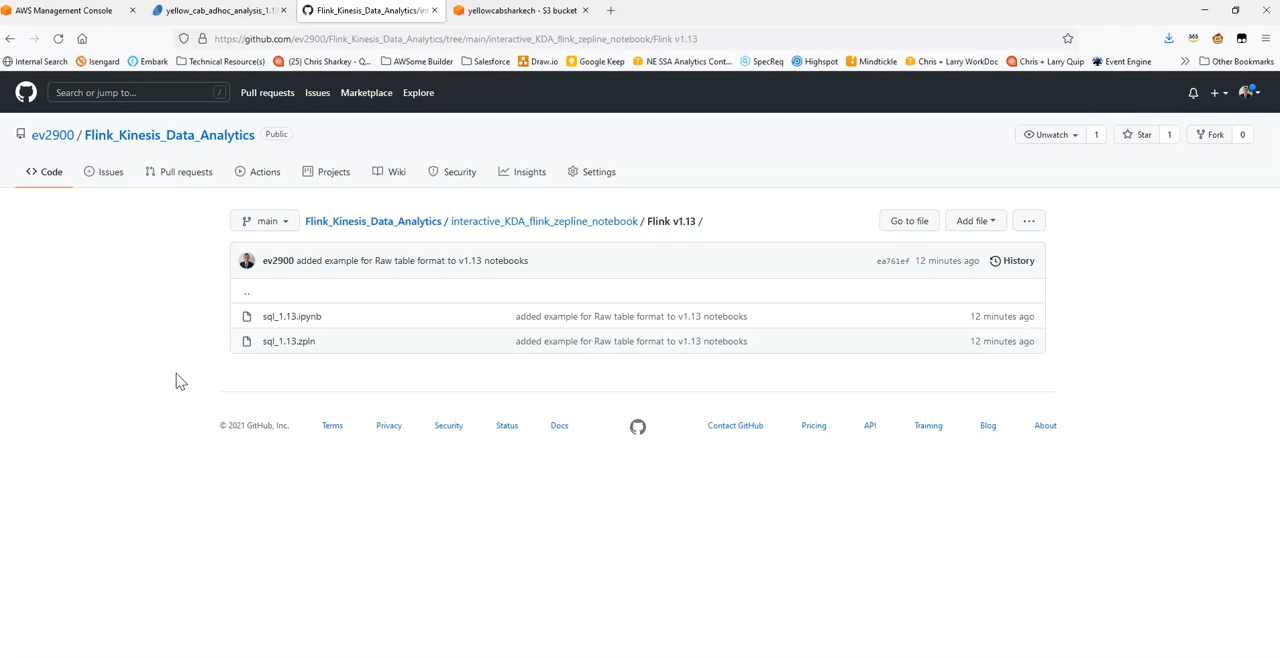 AWS Management Console
yellow_cab_adhoc_analysis_1.13
Flink_Kinesis_Data_Analytics/int
yellowcabsharkech - S3 bucket
https://github.com/ev2900/Flink_Kinesis_Data_Analytics/tree/main/interactive_KDA_flink_zepline_notebook/Flink v1.13
Internal Search Isengard Embark Technical Resource(s) (15) Chris Sharkey - Q... AWSome Builder Salesforce Draw.io Google Keep NE SSA Analytics Cont... SpecReq Highspot Mindtickle Chris + Larry WorkDoc Chris + Larry Quip Event Engine Other Bookmarks
Search or jump to... / Pull requests Issues Marketplace Explore
ev2900 / Flink_Kinesis_Data_Analytics Public Unwatch 1 Star 1 Fork 0
Code Issues Pull requests Actions Projects Wiki Security Insights Settings
main Flink_Kinesis_Data_Analytics / interactive_KDA_flink_zepline_notebook / Flink v1.13 / Go to file Add file ...
ev2900 added example for Raw table format to v1.13 notebooks ea761ef 12 minutes ago History
..
sql_1.13.ipynb added example for Raw table format to v1.13 notebooks 12 minutes ago
sql_1.13.zpln added example for Raw table format to v1.13 notebooks 12 minutes ago
© 2021 GitHub, Inc. Terms Privacy Security Status Docs Contact GitHub Pricing API Training Blog About